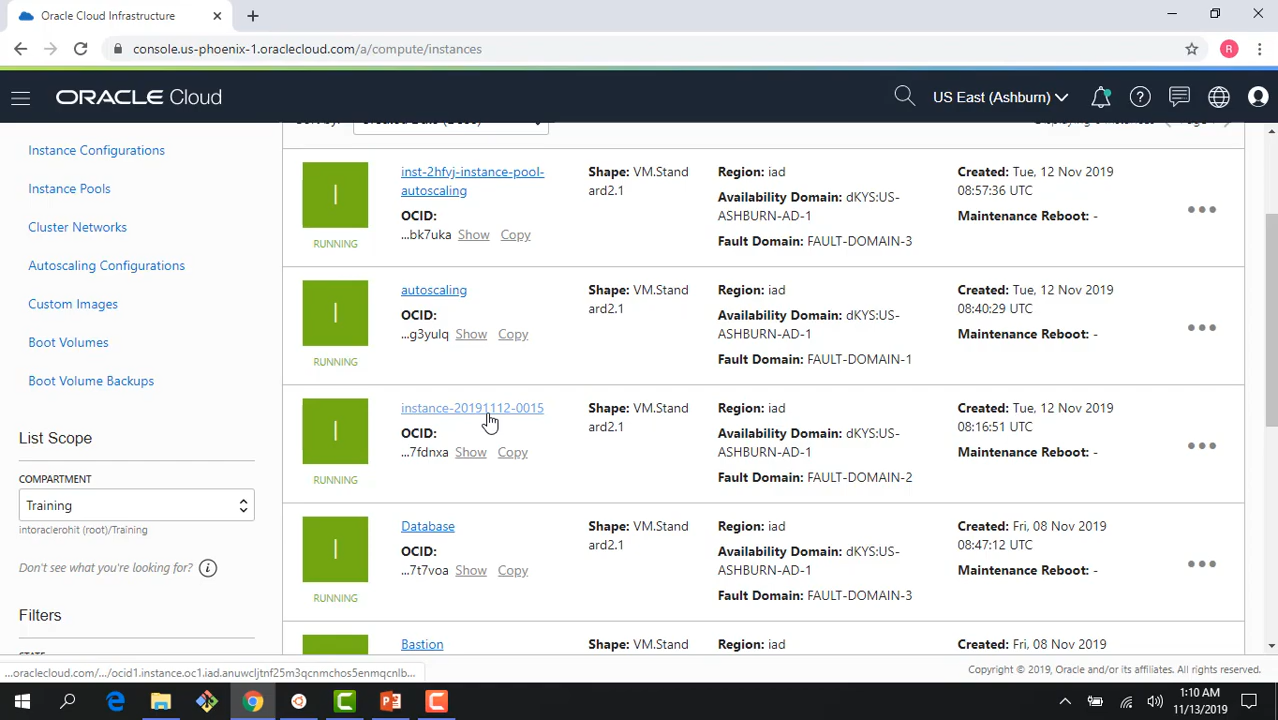 Oracle Cloud Infrastructure
console.us-phoenix-1.oraclecloud.com/a/compute/instances
R
ORACLE Cloud
US East (Ashburn)
Instance Configurations
Instance Pools
Cluster Networks
Autoscaling Configurations
Custom Images
Boot Volumes
Boot Volume Backups
List Scope
COMPARTMENT
Training
intoraclerohit (root)/Training
Don't see what you're looking for?
Filters
I
RUNNING
inst-2hfvj-instance-pool-
autoscaling
OCID:
...bk7uka Show Copy
Shape: VM.Stand
ard2.1
Region: iad
Availability Domain: dKYS:US-
ASHBURN-AD-1
Fault Domain: FAULT-DOMAIN-3
Created: Tue, 12 Nov 2019
08:57:36 UTC
Maintenance Reboot: -
I
RUNNING
autoscaling
OCID:
...g3yulq Show Copy
Shape: VM.Stand
ard2.1
Region: iad
Availability Domain: dKYS:US-
ASHBURN-AD-1
Fault Domain: FAULT-DOMAIN-1
Created: Tue, 12 Nov 2019
08:40:29 UTC
Maintenance Reboot: -
I
RUNNING
instance-20191112-0015
OCID:
...7fdnxa Show Copy
Shape: VM.Stand
ard2.1
Region: iad
Availability Domain: dKYS:US-
ASHBURN-AD-1
Fault Domain: FAULT-DOMAIN-2
Created: Tue, 12 Nov 2019
08:16:51 UTC
Maintenance Reboot: -
I
RUNNING
Database
OCID:
...7t7voa Show Copy
Shape: VM.Stand
ard2.1
Region: iad
Availability Domain: dKYS:US-
ASHBURN-AD-1
Fault Domain: FAULT-DOMAIN-3
Created: Fri, 08 Nov 2019
08:47:12 UTC
Maintenance Reboot: -
Bastion
Shape: VM.Stand
Region: iad
Created: Fri, 08 Nov 2019
...oraclecloud.com/.../ocid1.instance.oc1.iad.anuwcljtnf25m3qcnmchos5enmqcnlb...
Copyright © 2019, Oracle and/or its affiliates. All rights reserved.
1:10 AM
11/13/2019